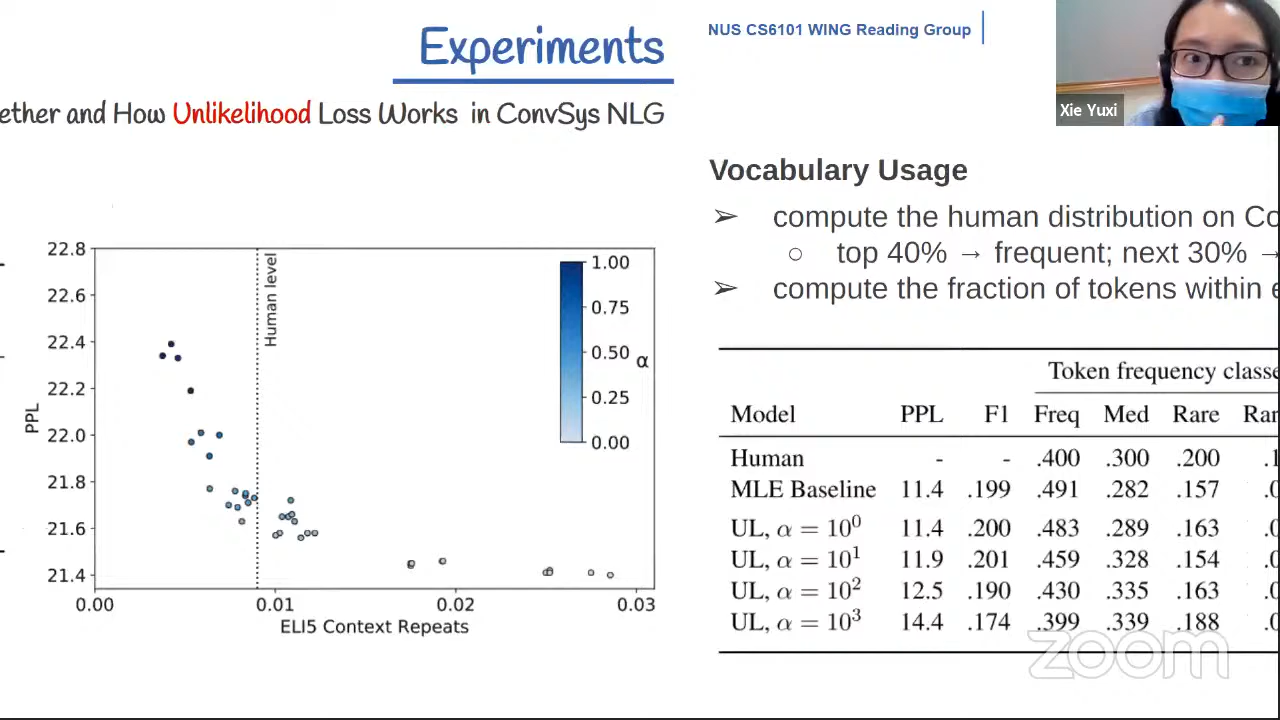 Experiments
NUS CS6101 WING Reading Group
ether and How Unlikelihood Loss Works in ConvSys NLG
Xie Yuxi
22.8
22.6
22.4
22.2
22.0
21.8
21.6
21.4
PPL
Human level
1.00
0.75
0.50
0.25
0.00
α
0.00 0.01 0.02 0.03
ELI5 Context Repeats
Vocabulary Usage
➢ compute the human distribution on Co
○ top 40% → frequent; next 30% →
➢ compute the fraction of tokens within e
Token frequency classe
Model PPL F1 Freq Med Rare Rar
Human - - .400 .300 .200 .1
MLE Baseline 11.4 .199 .491 .282 .157 .0
UL, α = 10⁰ 11.4 .200 .483 .289 .163 .0
UL, α = 10¹ 11.9 .201 .459 .328 .154 .0
UL, α = 10² 12.5 .190 .430 .335 .163 .0
UL, α = 10³ 14.4 .174 .399 .339 .188 .0
zoom